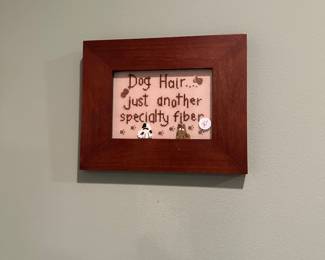 Dog Hair....
just another
specialty fiber